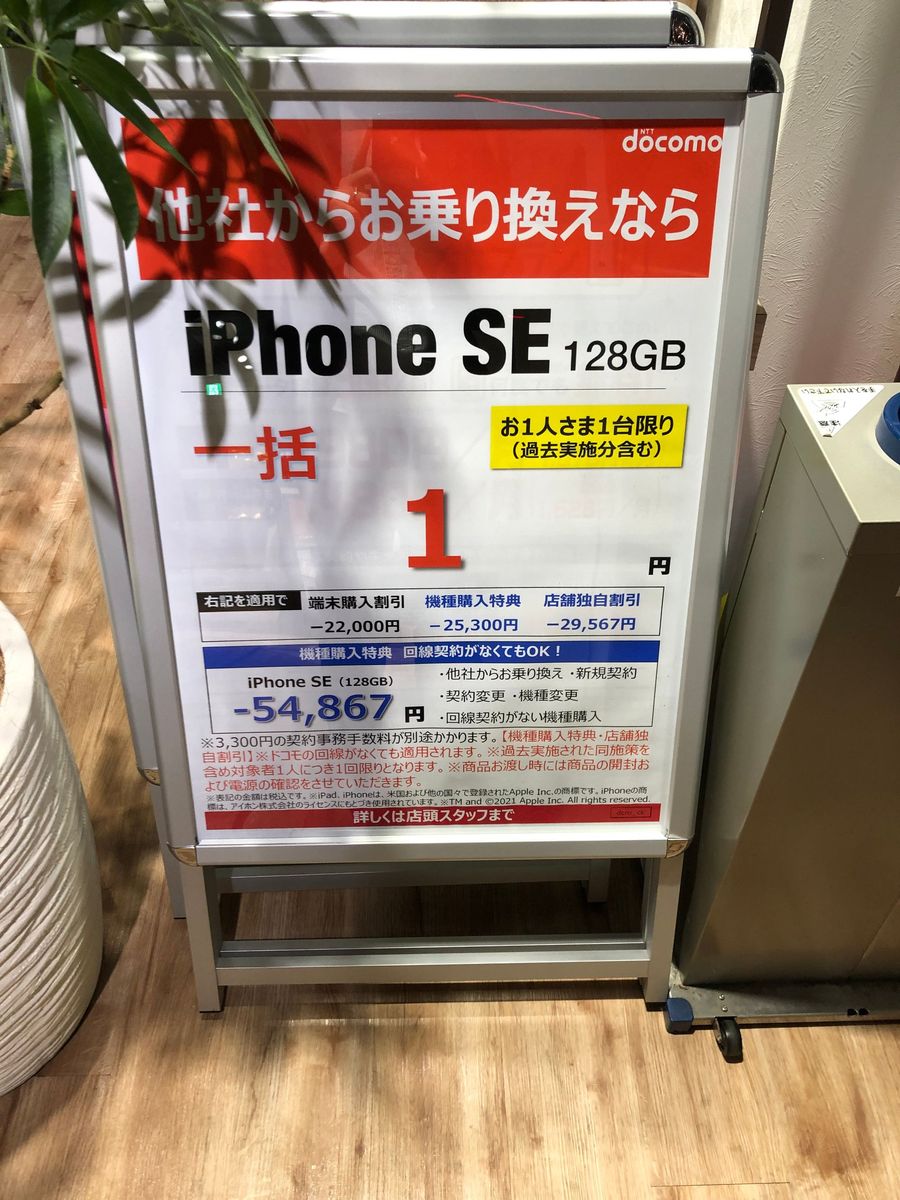 NTT
docomo
他社からお乗り換えなら
iPhone SE 128GB
一括
お1人さま1台限り
(過去実施分含む)
1
円
右記を適用で 端末購入割引 機種購入特典 店舗独自割引
−22,000円 −25,300円 −29,567円
機種購入特典 回線契約がなくてもOK！
iPhone SE（128GB）
-54,867 円
・他社からお乗り換え ・新規契約
・契約変更 ・機種変更
・回線契約がない機種購入
※3,300円の契約事務手数料が別途かかります。【機種購入特典・店舗独
自割引】※ドコモの回線がなくても適用されます。※過去実施された同施策を
含め対象者1人につき1回限りとなります。※商品お渡し時には商品の開封お
よび電源の確認をさせていただきます。
※表記の金額は税込です。※iPad、iPhoneは、米国および他の国々で登録されたApple Inc.の商標です。iPhoneの商
標は、アイホン株式会社のライセンスにもとづき使用されています。※TM and ©2021 Apple Inc. All rights reserved.
詳しくは店頭スタッフまで
手を入れないで下さい
注意